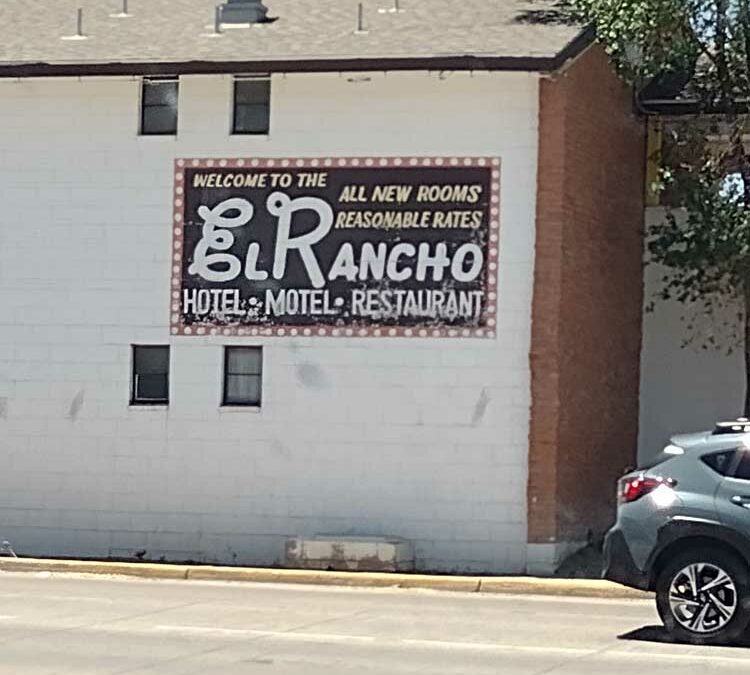 WELCOME TO THE
ALL NEW ROOMS
REASONABLE RATES
EL RANCHO
HOTEL • MOTEL • RESTAURANT